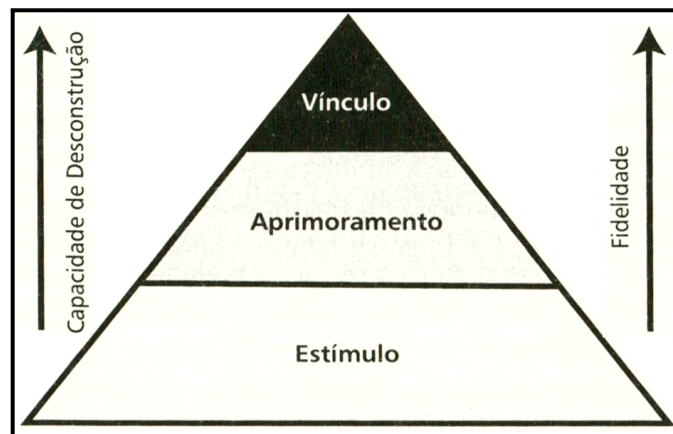 Capacidade de Desconstrução
Vínculo
Aprimoramento
Estímulo
Fidelidade